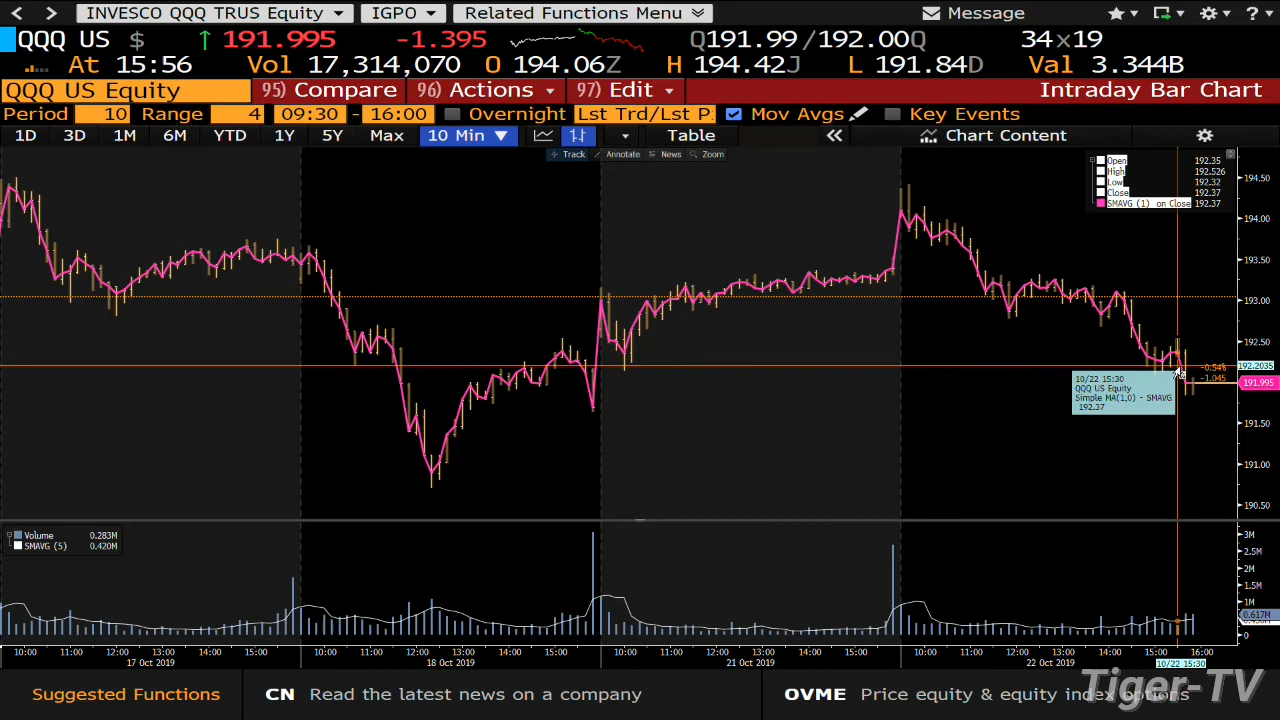 INVESCO QQQ TRUS Equity IGPO Related Functions Menu Message
QQQ US $ 191.995 -1.395 Q191.99/192.00Q 34x19
At 15:56 Vol 17,314,070 O 194.06Z H 194.42J L 191.84D Val 3.344B
QQQ US Equity 95) Compare 96) Actions 97) Edit Intraday Bar Chart
Period 10 Range 4 09:30 - 16:00 Overnight Lst Trd/Lst P. Mov Avgs Key Events
1D 3D 1M 6M YTD 1Y 5Y Max 10 Min Table Chart Content
Track Annotate News Zoom
Open 192.35
High 192.526
Low 192.32
Close 192.37
SMAVG (1) on Close 192.37
194.50
194.00
193.50
193.00
192.50
192.2035
191.995
191.50
191.00
190.50
-1.045
10/22 15:30
QQQ US Equity
Simple MA(1,0) - SMAVG
192.37
Volume 0.283M
SMAVG (5) 0.420M
3M
2.5M
2M
1.5M
1M
0.617M
0
10:00 11:00 12:00 13:00 14:00 15:00 10:00 11:00 12:00 13:00 14:00 15:00 10:00 11:00 12:00 13:00 14:00 15:00 10:00 11:00 12:00 13:00 14:00 15:00 16:00
17 Oct 2019 18 Oct 2019 21 Oct 2019 22 Oct 2019 10/22 15:30
Suggested Functions CN Read the latest news on a company OVME Price equity & equity index options
Tiger-TV